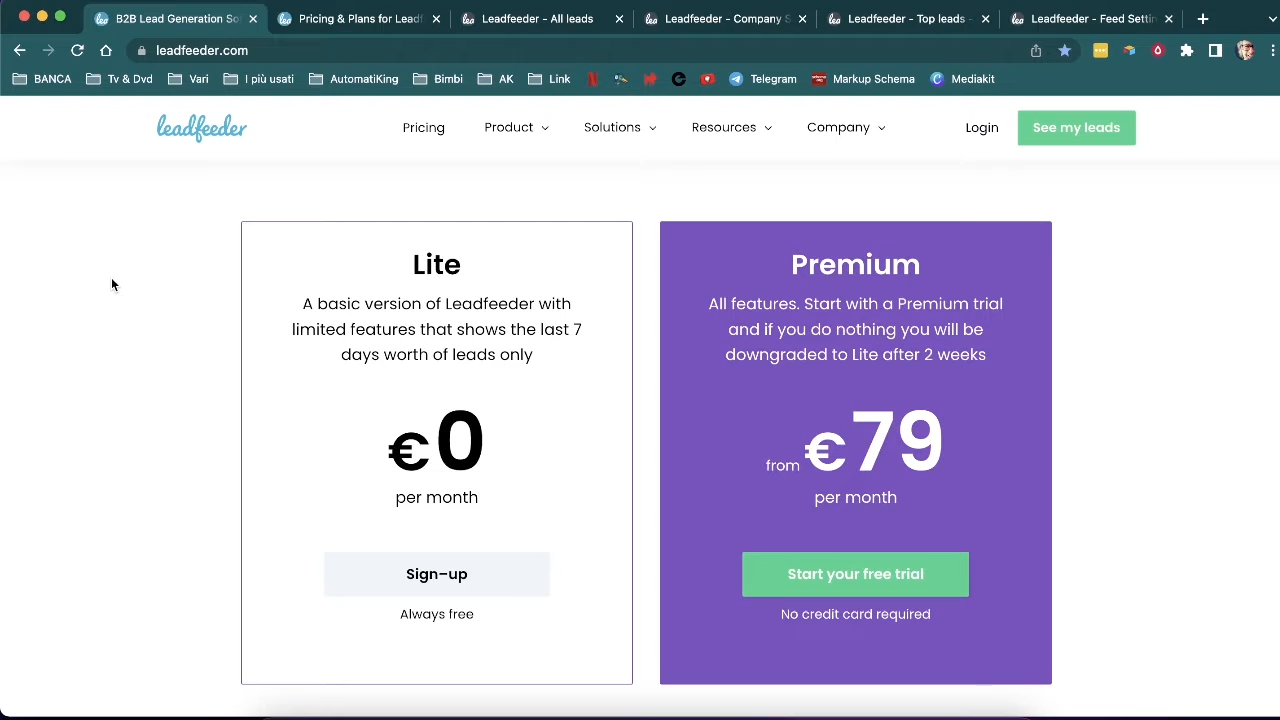 B2B Lead Generation So
Pricing & Plans for Leadf
Leadfeeder - All leads
Leadfeeder - Company S
Leadfeeder - Top leads -
Leadfeeder - Feed Settin
leadfeeder.com
BANCA
Tv & Dvd
Vari
I più usati
AutomatiKing
Bimbi
AK
Link
Telegram
Markup Schema
Mediakit
leadfeeder
Pricing
Product
Solutions
Resources
Company
Login
See my leads
Lite
A basic version of Leadfeeder with
limited features that shows the last 7
days worth of leads only
€0
per month
Sign-up
Always free
Premium
All features. Start with a Premium trial
and if you do nothing you will be
downgraded to Lite after 2 weeks
from €79
per month
Start your free trial
No credit card required